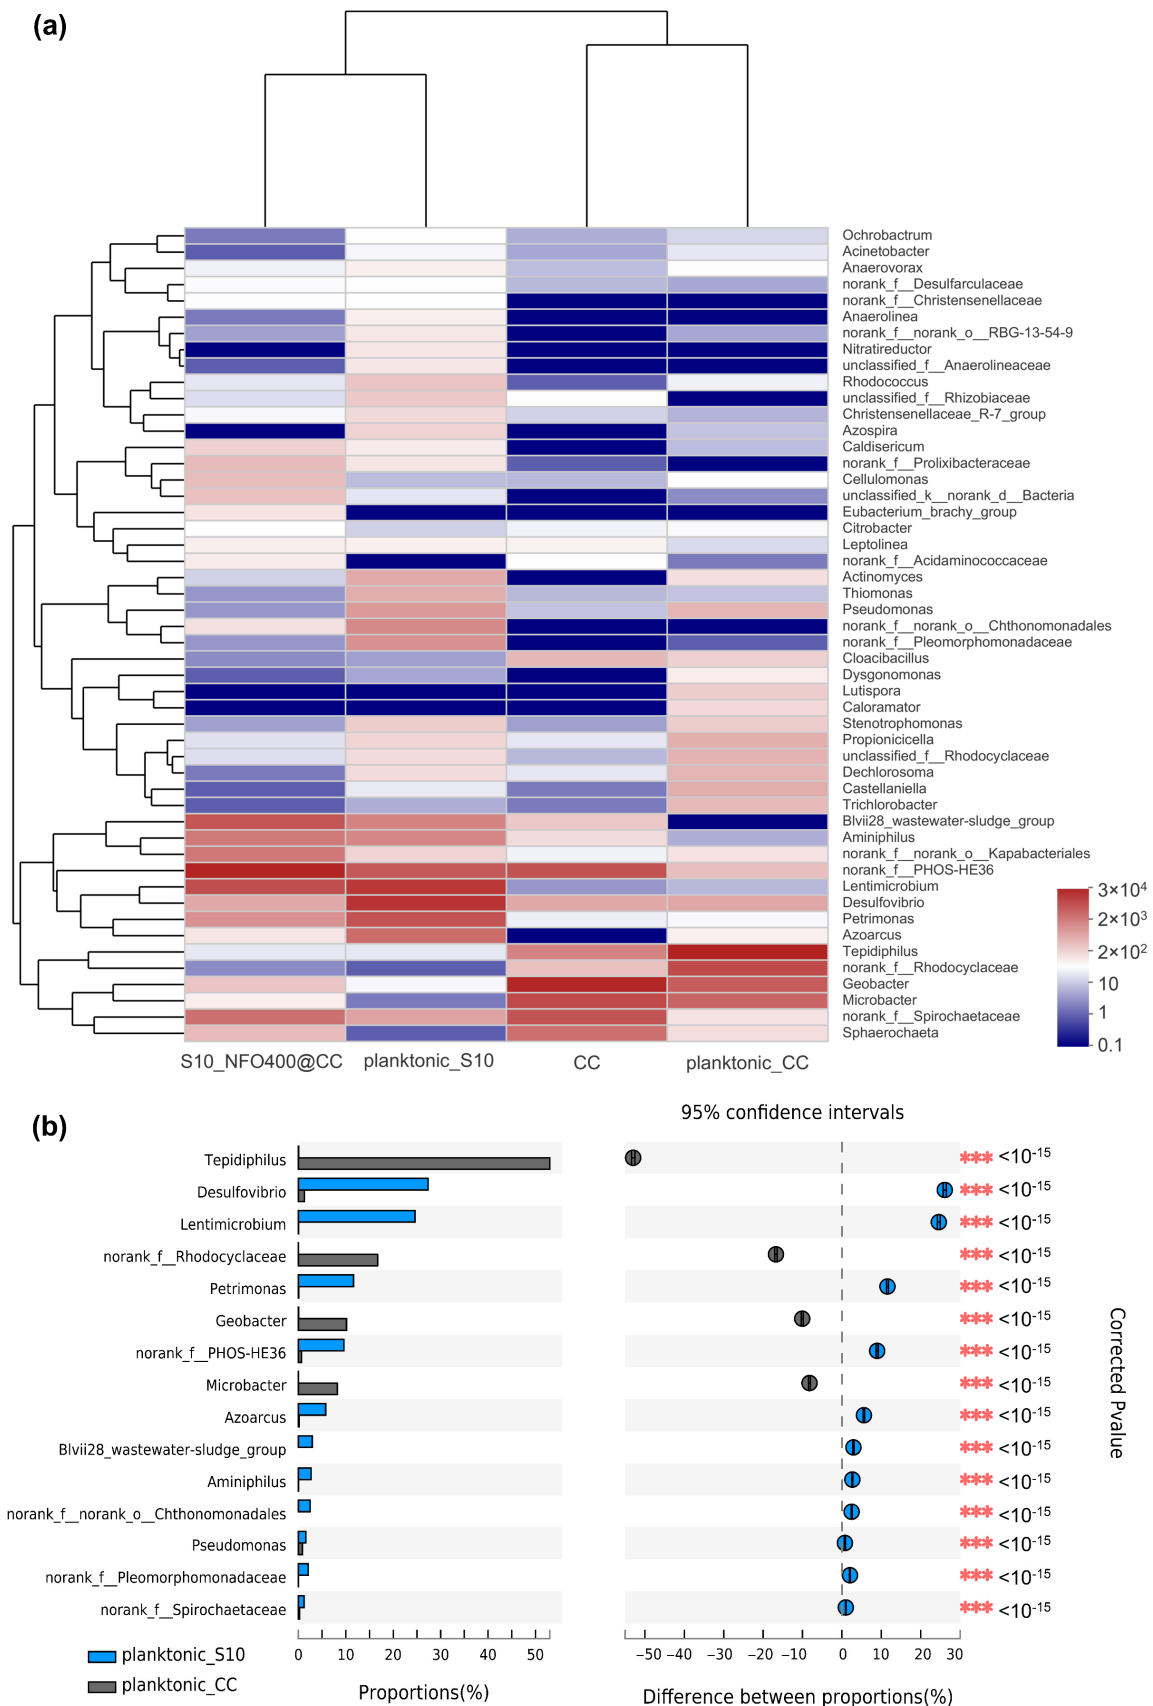 (a)
Ochrobactrum
Acinetobacter
Anaerovorax
norank_f__Desulfarculaceae
norank_f__Christensenellaceae
Anaerolinea
norank_f__norank_o__RBG-13-54-9
Nitratireductor
unclassified_f__Anaerolineaceae
Rhodococcus
unclassified_f__Rhizobiaceae
Christensenellaceae_R-7_group
Azospira
Caldisericum
norank_f__Prolixibacteraceae
Cellulomonas
unclassified_k__norank_d__Bacteria
Eubacterium_brachy_group
Citrobacter
Leptolinea
norank_f__Acidaminococcaceae
Actinomyces
Thiomonas
Pseudomonas
norank_f__norank_o__Chthonomonadales
norank_f__Pleomorphomonadaceae
Cloacibacillus
Dysgonomonas
Lutispora
Caloramator
Stenotrophomonas
Propionicicella
unclassified_f__Rhodocyclaceae
Dechlorosoma
Castellaniella
Trichlorobacter
Blvii28_wastewater-sludge_group
Aminiphilus
norank_f__norank_o__Kapabacteriales
norank_f__PHOS-HE36
Lentimicrobium
Desulfovibrio
Petrimonas
Azoarcus
Tepidiphilus
norank_f__Rhodocyclaceae
Geobacter
Microbacter
norank_f__Spirochaetaceae
Sphaerochaeta
3×10⁴
2×10³
2×10²
10
1
0.1
S10_NFO400@CC planktonic_S10 CC planktonic_CC
(b)
95% confidence intervals
Tepidiphilus *** <10⁻¹⁵
Desulfovibrio *** <10⁻¹⁵
Lentimicrobium *** <10⁻¹⁵
norank_f__Rhodocyclaceae *** <10⁻¹⁵
Petrimonas *** <10⁻¹⁵
Geobacter *** <10⁻¹⁵
norank_f__PHOS-HE36 *** <10⁻¹⁵
Microbacter *** <10⁻¹⁵
Azoarcus *** <10⁻¹⁵
Blvii28_wastewater-sludge_group *** <10⁻¹⁵
Aminiphilus *** <10⁻¹⁵
norank_f__norank_o__Chthonomonadales *** <10⁻¹⁵
Pseudomonas *** <10⁻¹⁵
norank_f__Pleomorphomonadaceae *** <10⁻¹⁵
norank_f__Spirochaetaceae *** <10⁻¹⁵
Corrected Pvalue
0 10 20 30 40 50
−50 −40 −30 −20 −10 0 10 20 30
planktonic_S10
planktonic_CC
Proportions(%)
Difference between proportions(%)